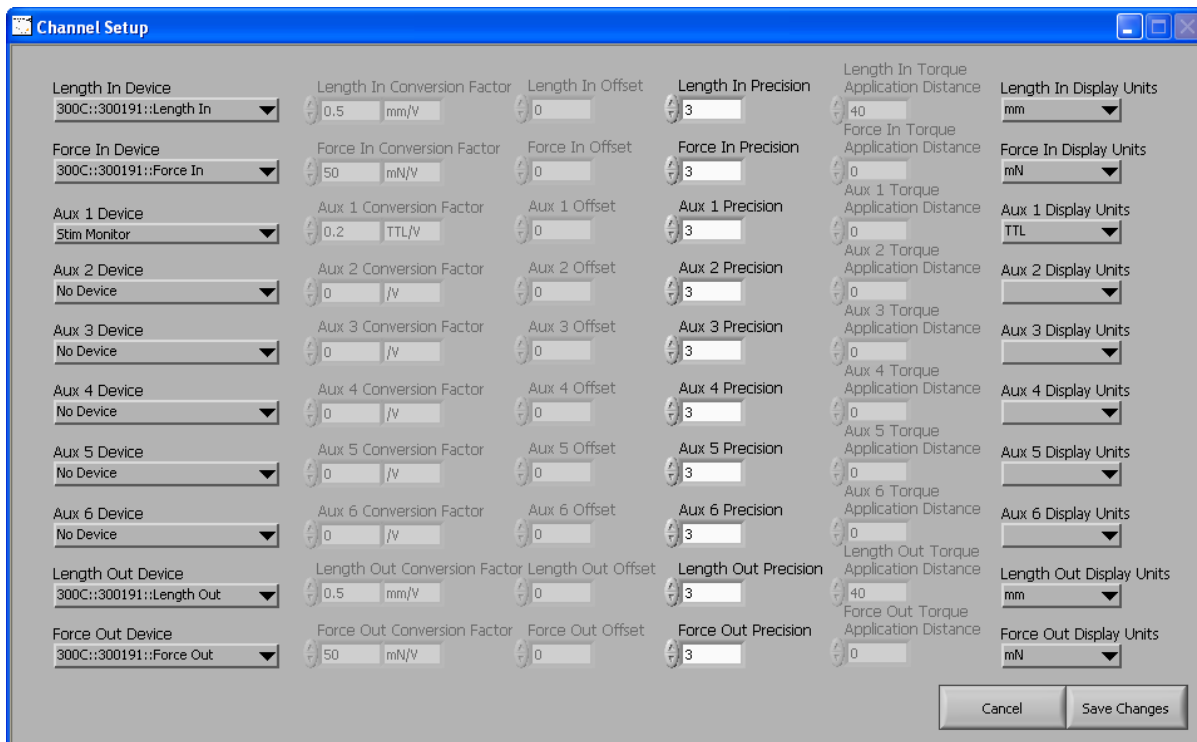 Channel Setup
Length In Device
Length In Conversion Factor
Length In Offset
Length In Precision
Length In Torque
Application Distance
Length In Display Units
300C::300191::Length In
0.5
mm/V
0
3
40
mm
Force In Device
Force In Conversion Factor
Force In Offset
Force In Precision
Force In Torque
Application Distance
Force In Display Units
300C::300191::Force In
50
mN/V
0
3
0
mN
Aux 1 Device
Aux 1 Conversion Factor
Aux 1 Offset
Aux 1 Precision
Aux 1 Torque
Application Distance
Aux 1 Display Units
Stim Monitor
0.2
TTL/V
0
3
0
TTL
Aux 2 Device
Aux 2 Conversion Factor
Aux 2 Offset
Aux 2 Precision
Aux 2 Torque
Application Distance
Aux 2 Display Units
No Device
0
/V
0
3
0
Aux 3 Device
Aux 3 Conversion Factor
Aux 3 Offset
Aux 3 Precision
Aux 3 Torque
Application Distance
Aux 3 Display Units
No Device
0
/V
0
3
0
Aux 4 Device
Aux 4 Conversion Factor
Aux 4 Offset
Aux 4 Precision
Aux 4 Torque
Application Distance
Aux 4 Display Units
No Device
0
/V
0
3
0
Aux 5 Device
Aux 5 Conversion Factor
Aux 5 Offset
Aux 5 Precision
Aux 5 Torque
Application Distance
Aux 5 Display Units
No Device
0
/V
0
3
0
Aux 6 Device
Aux 6 Conversion Factor
Aux 6 Offset
Aux 6 Precision
Aux 6 Torque
Application Distance
Aux 6 Display Units
No Device
0
/V
0
3
0
Length Out Device
Length Out Conversion Factor
Length Out Offset
Length Out Precision
Length Out Torque
Application Distance
Length Out Display Units
300C::300191::Length Out
0.5
mm/V
0
3
40
mm
Force Out Device
Force Out Conversion Factor
Force Out Offset
Force Out Precision
Force Out Torque
Application Distance
Force Out Display Units
300C::300191::Force Out
50
mN/V
0
3
0
mN
Cancel
Save Changes